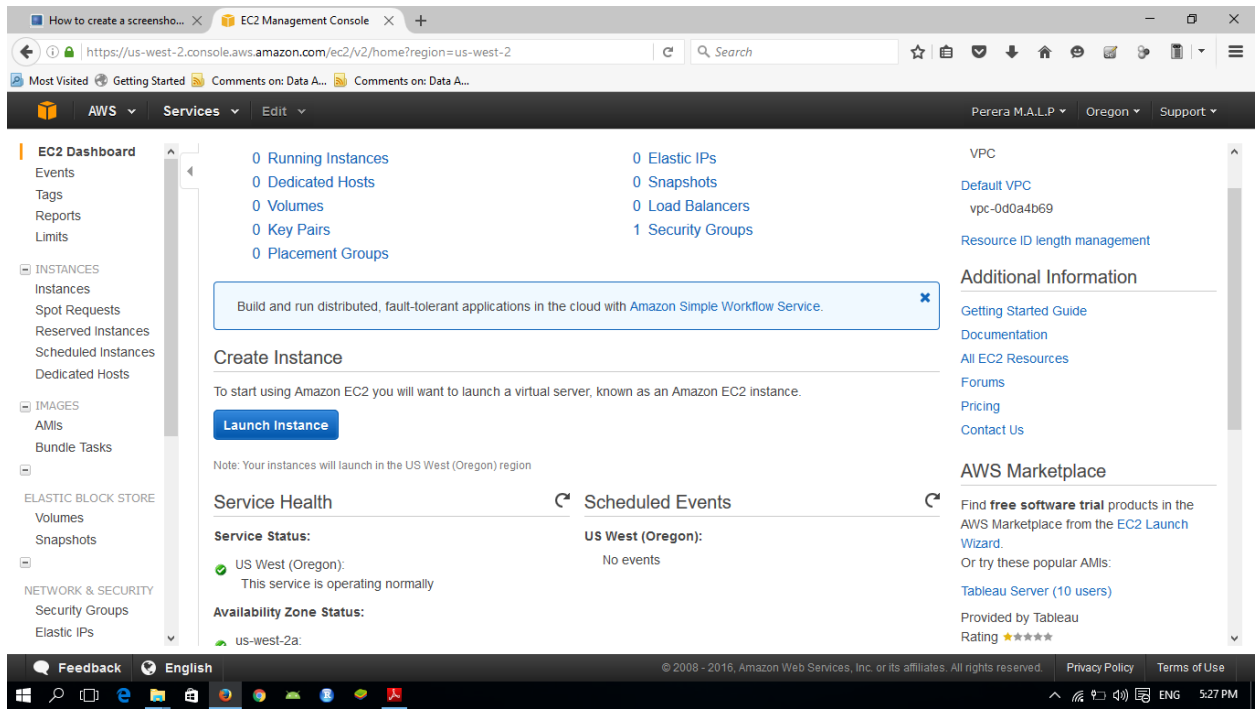 How to create a screensho...
EC2 Management Console
https://us-west-2.console.aws.amazon.com/ec2/v2/home?region=us-west-2
Search
Most Visited Getting Started Comments on: Data A... Comments on: Data A...
AWS Services Edit Perera M.A.L.P Oregon Support
EC2 Dashboard
Events
Tags
Reports
Limits
INSTANCES
Instances
Spot Requests
Reserved Instances
Scheduled Instances
Dedicated Hosts
IMAGES
AMIs
Bundle Tasks
ELASTIC BLOCK STORE
Volumes
Snapshots
NETWORK & SECURITY
Security Groups
Elastic IPs
0 Running Instances
0 Dedicated Hosts
0 Volumes
0 Key Pairs
0 Placement Groups
0 Elastic IPs
0 Snapshots
0 Load Balancers
1 Security Groups
Build and run distributed, fault-tolerant applications in the cloud with Amazon Simple Workflow Service.
Create Instance
To start using Amazon EC2 you will want to launch a virtual server, known as an Amazon EC2 instance.
Launch Instance
Note: Your instances will launch in the US West (Oregon) region
Service Health
Service Status:
US West (Oregon):
This service is operating normally
Availability Zone Status:
us-west-2a:
Scheduled Events
US West (Oregon):
No events
VPC
Default VPC
vpc-0d0a4b69
Resource ID length management
Additional Information
Getting Started Guide
Documentation
All EC2 Resources
Forums
Pricing
Contact Us
AWS Marketplace
Find free software trial products in the
AWS Marketplace from the EC2 Launch
Wizard.
Or try these popular AMIs:
Tableau Server (10 users)
Provided by Tableau
Rating
Feedback English © 2008 - 2016, Amazon Web Services, Inc. or its affiliates. All rights reserved. Privacy Policy Terms of Use
ENG 5:27 PM